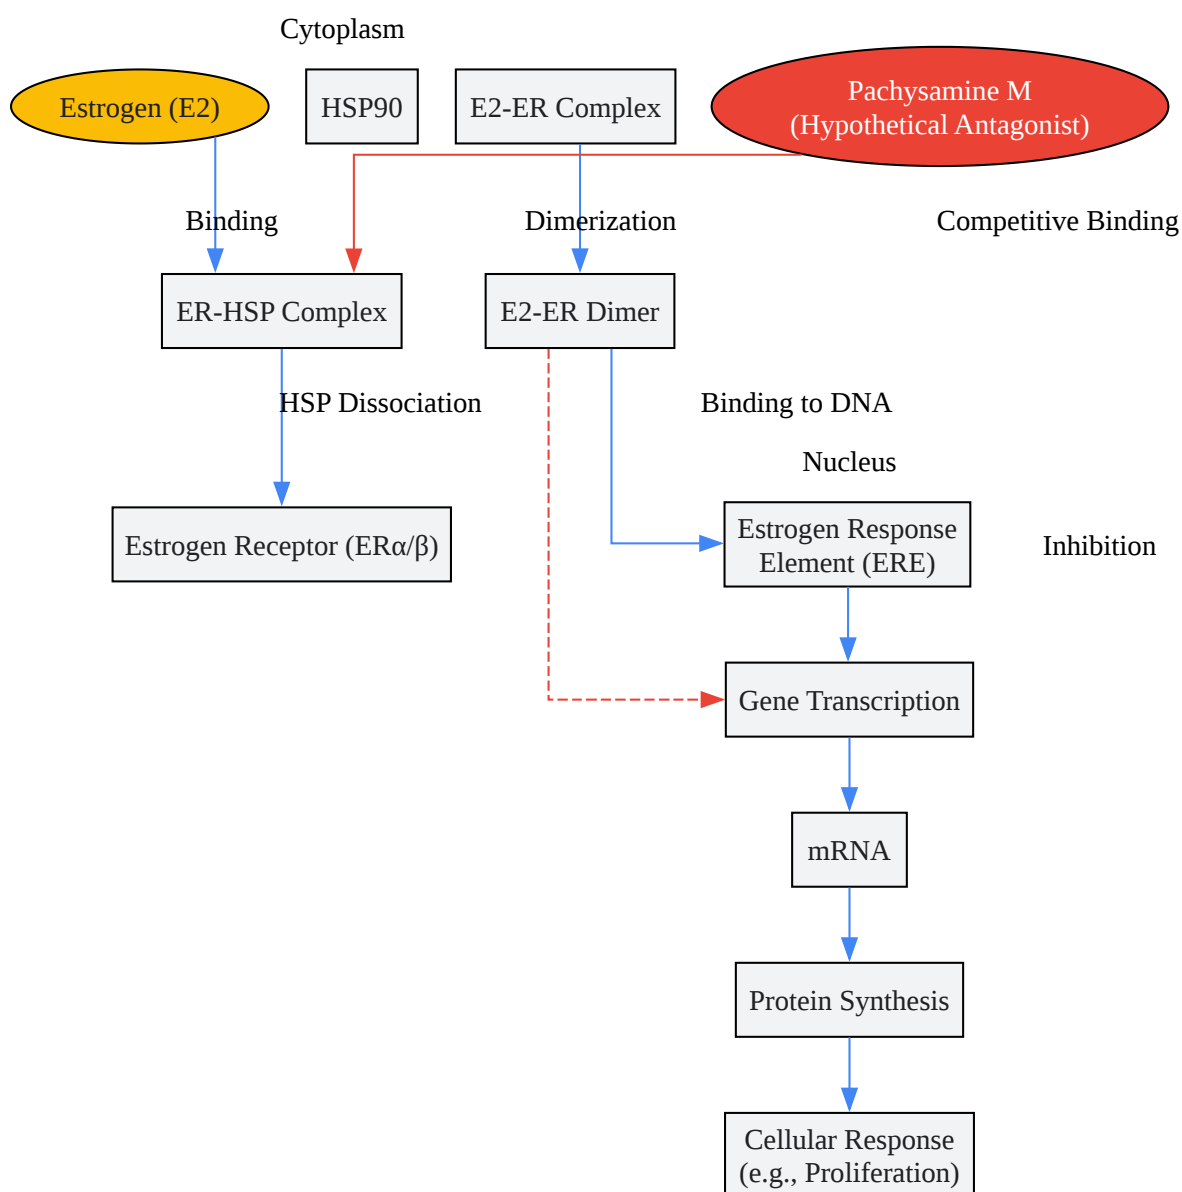 Cytoplasm
Estrogen (E2)
HSP90
E2-ER Complex
Pachysamine M
(Hypothetical Antagonist)
Binding
Dimerization
Competitive Binding
ER-HSP Complex
E2-ER Dimer
HSP Dissociation
Binding to DNA
Nucleus
Estrogen Receptor (ERα/β)
Estrogen Response
Element (ERE)
Inhibition
Gene Transcription
mRNA
Protein Synthesis
Cellular Response
(e.g., Proliferation)